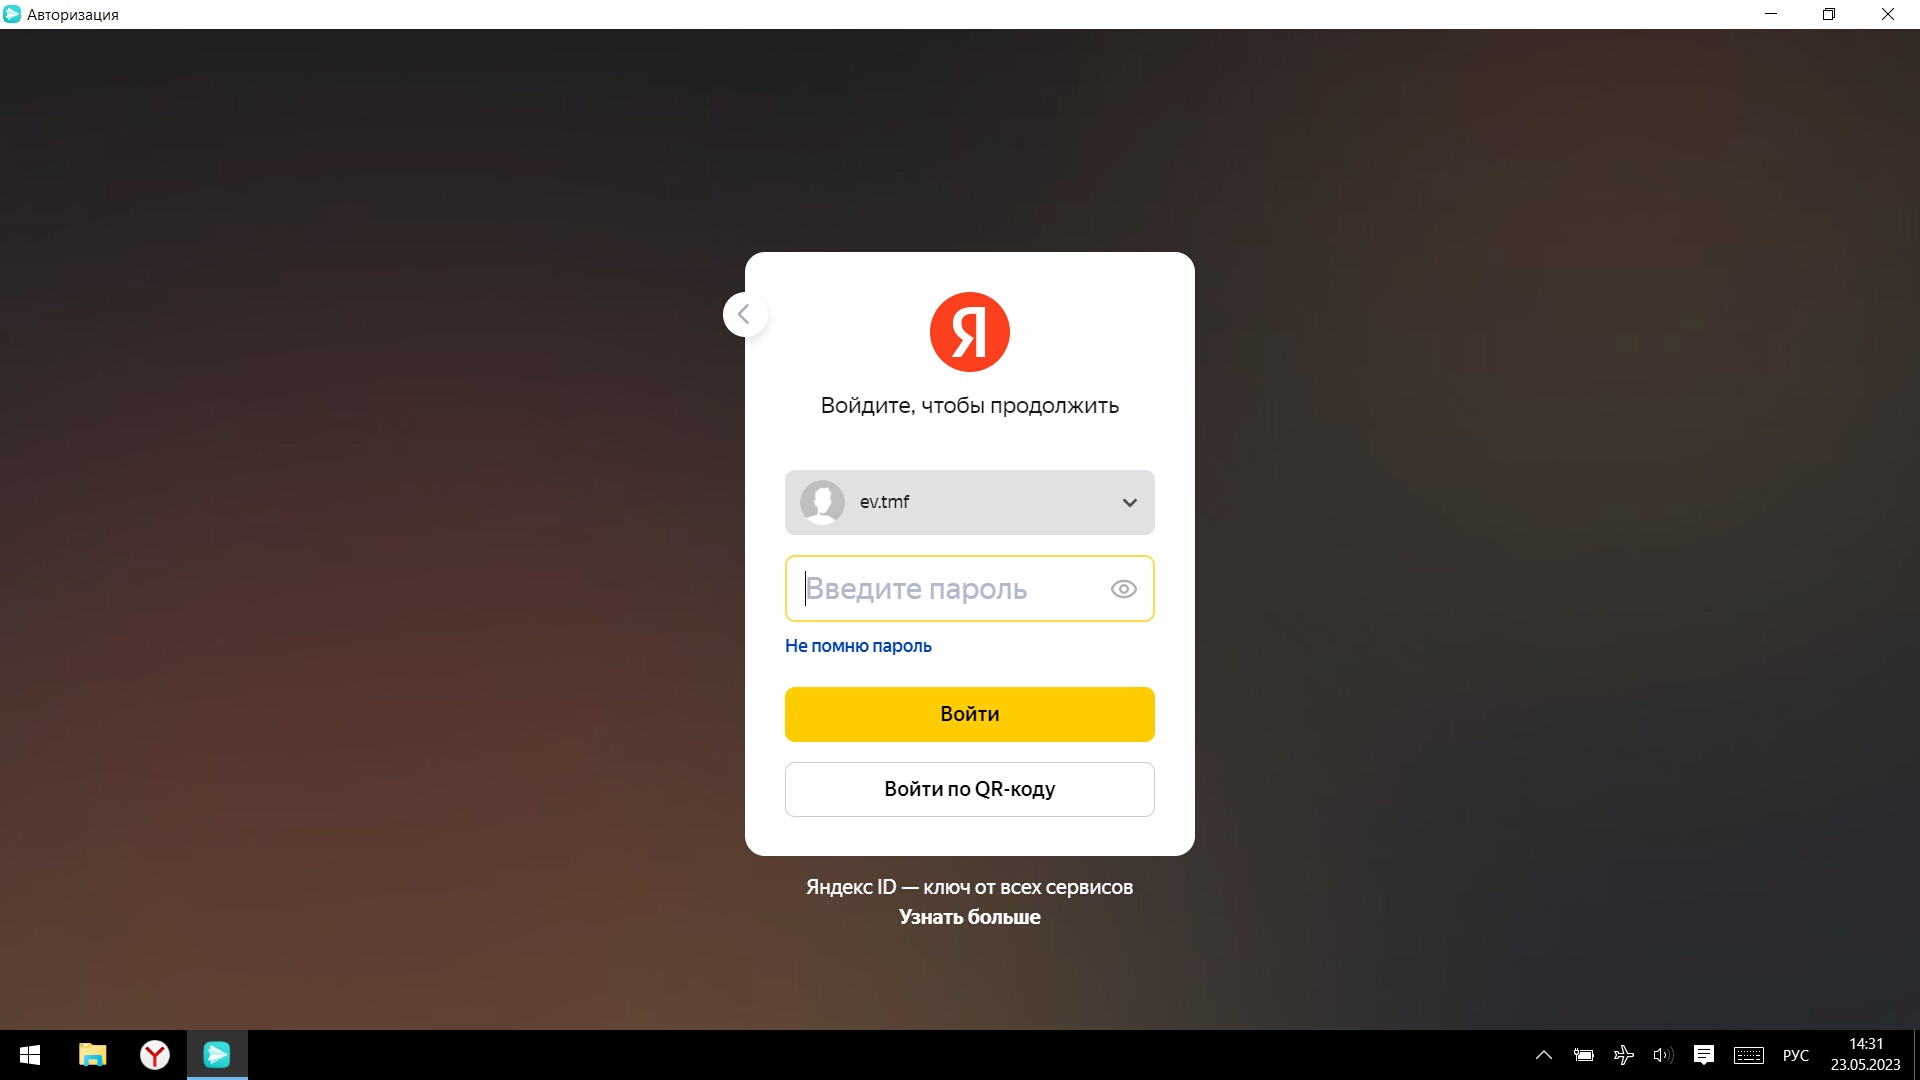 Авторизация
Я
Войдите, чтобы продолжить
ev.tmf
Введите пароль
Не помню пароль
Войти
Войти по QR-коду
Яндекс ID — ключ от всех сервисов
Узнать больше
РУС
14:31
23.05.2023